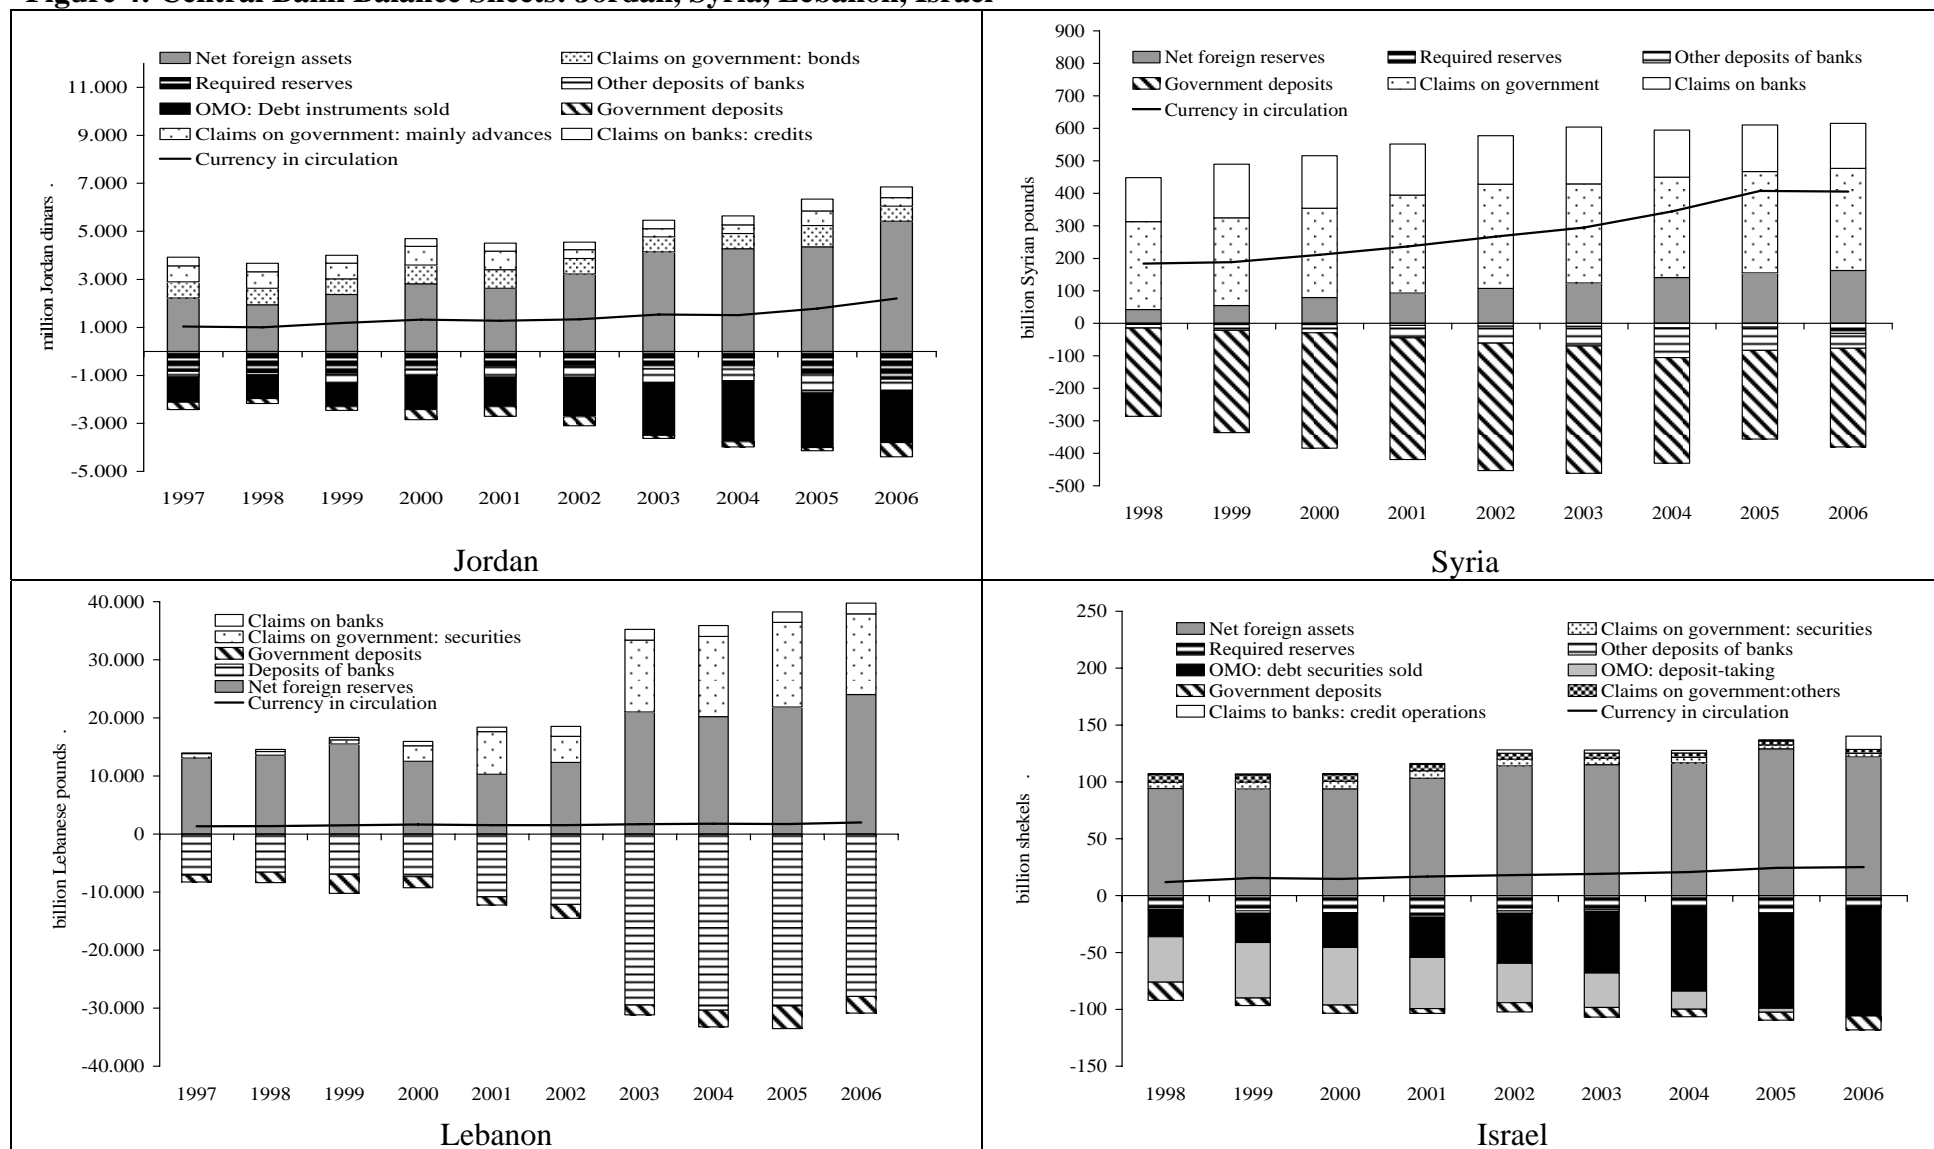 Figure 4: Central Bank Balance Sheets: Jordan, Syria, Lebanon, Israel
Net foreign assets
Claims on government: bonds
Required reserves
Other deposits of banks
OMO: Debt instruments sold
Government deposits
Claims on government: mainly advances
Claims on banks: credits
Currency in circulation
million Jordan dinars .
11.000
9.000
7.000
5.000
3.000
1.000
-1.000
-3.000
-5.000
1997 1998 1999 2000 2001 2002 2003 2004 2005 2006
Jordan
Net foreign reserves
Required reserves
Other deposits of banks
Government deposits
Claims on government
Claims on banks
Currency in circulation
billion Syrian pounds
900
800
700
600
500
400
300
200
100
0
-100
-200
-300
-400
-500
1998 1999 2000 2001 2002 2003 2004 2005 2006
Syria
Claims on banks
Claims on government: securities
Government deposits
Deposits of banks
Net foreign reserves
Currency in circulation
billion Lebanese pounds .
40.000
30.000
20.000
10.000
0
-10.000
-20.000
-30.000
-40.000
1997 1998 1999 2000 2001 2002 2003 2004 2005 2006
Lebanon
Net foreign assets
Claims on government: securities
Required reserves
Other deposits of banks
OMO: debt securities sold
OMO: deposit-taking
Government deposits
Claims on government:others
Claims to banks: credit operations
Currency in circulation
billion shekels .
250
200
150
100
50
0
-50
-100
-150
1998 1999 2000 2001 2002 2003 2004 2005 2006
Israel